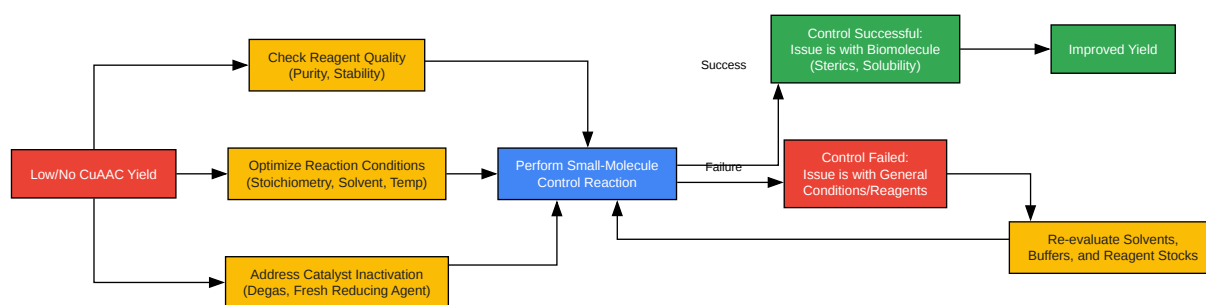 Low/No CuAAC Yield
Check Reagent Quality
(Purity, Stability)
Optimize Reaction Conditions
(Stoichiometry, Solvent, Temp)
Address Catalyst Inactivation
(Degas, Fresh Reducing Agent)
Perform Small-Molecule
Control Reaction
Success
Failure
Control Successful:
Issue is with Biomolecule
(Sterics, Solubility)
Improved Yield
Control Failed:
Issue is with General
Conditions/Reagents
Re-evaluate Solvents,
Buffers, and Reagent Stocks